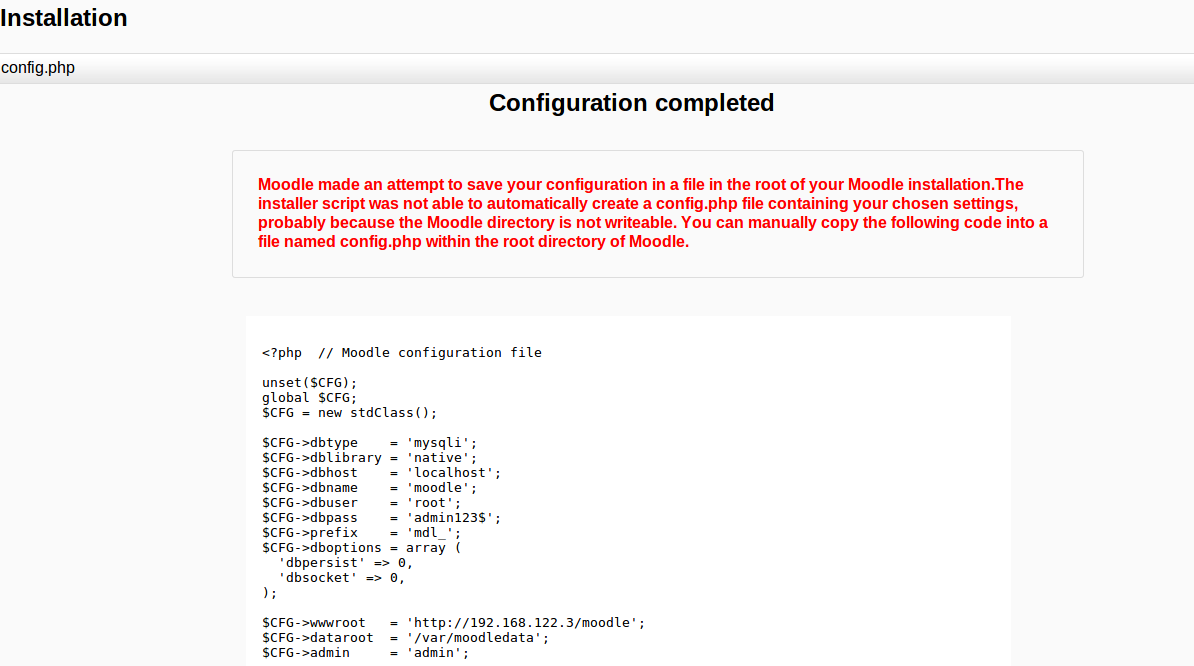 Installation
config.php
Configuration completed
Moodle made an attempt to save your configuration in a file in the root of your Moodle installation.The
installer script was not able to automatically create a config.php file containing your chosen settings,
probably because the Moodle directory is not writeable. You can manually copy the following code into a
file named config.php within the root directory of Moodle.
<?php  // Moodle configuration file
unset($CFG);
global $CFG;
$CFG = new stdClass();
$CFG->dbtype    = 'mysqli';
$CFG->dblibrary = 'native';
$CFG->dbhost    = 'localhost';
$CFG->dbname    = 'moodle';
$CFG->dbuser    = 'root';
$CFG->dbpass    = 'admin123$';
$CFG->prefix    = 'mdl_';
$CFG->dboptions = array (
  'dbpersist' => 0,
  'dbsocket' => 0,
);
$CFG->wwwroot   = 'http://192.168.122.3/moodle';
$CFG->dataroot  = '/var/moodledata';
$CFG->admin     = 'admin';